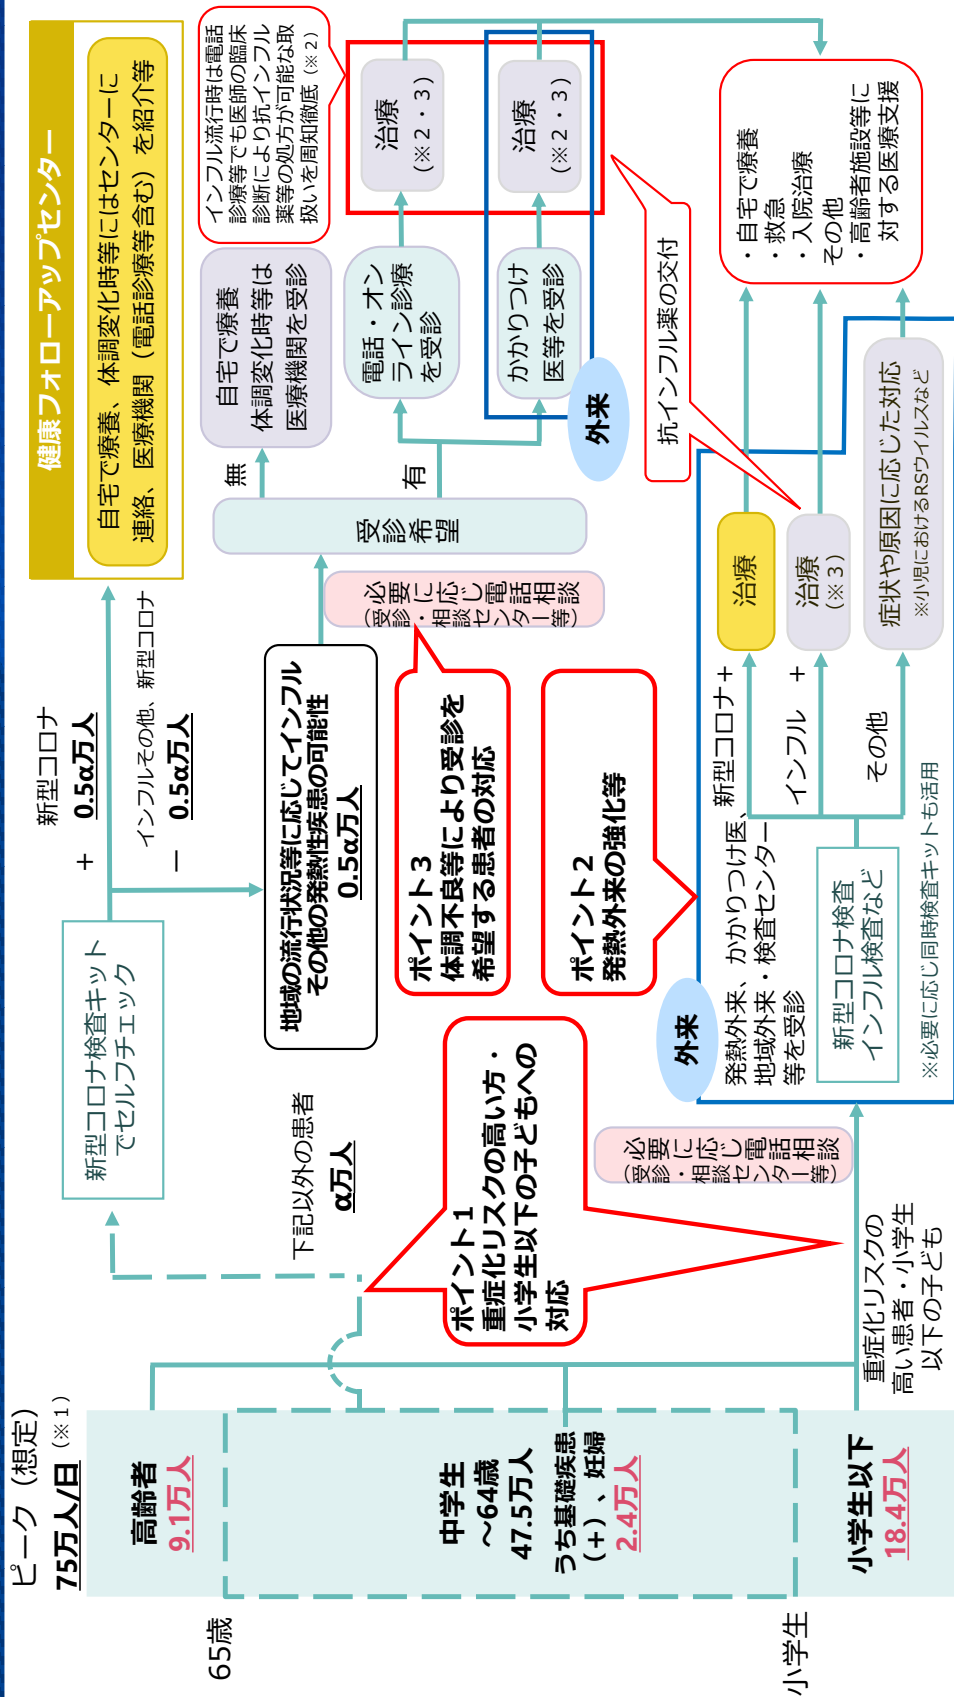 ピーク（想定）
75万人/日（※１）
65歳
小学生
高齢者
9.1万人
中学生
～64歳
47.5万人
うち基礎疾患
（＋）、妊婦
2.4万人
小学生以下
18.4万人
新型コロナ検査キット
でセルフチェック
下記以外の患者
α万人
ポイント１
重症化リスクの高い方・
小学生以下の子どもへの
対応
重症化リスクの
高い患者・小学生
以下の子ども
必要に応じ電話相談
（受診・相談センター等）
新型コロナ
＋ 0.5α万人
インフルその他、新型コロナ
－ 0.5α万人
地域の流行状況等に応じてインフル
その他の発熱性疾患の可能性
0.5α万人
ポイント３
体調不良等により受診を
希望する患者の対応
必要に応じ電話相談
（受診・相談センター等）
ポイント２
発熱外来の強化等
健康フォローアップセンター
自宅で療養、体調変化時等にはセンターに
連絡、医療機関（電話診療等含む）を紹介等
受診
希望
無
有
自宅で療養
体調変化時等は
医療機関を受診
電話・オン
ライン診療
を受診
かかりつけ
医等を受診
外来
インフル流行時は電話
診療等でも医師の臨床
診断により抗インフル
薬等の処方が可能な取
扱いを周知徹底（※２）
治療
（※２・３）
治療
（※２・３）
抗インフル薬の交付
外来
発熱外来、かかりつけ医、
地域外来・検査センター
等を受診
新型コロナ検査
インフル検査など
※必要に応じ同時検査キットも活用
新型コロナ＋
インフル ＋
その他
治療
治療
（※３）
症状や原因に応じた対応
※小児におけるRSウイルスなど
・自宅で療養
・救急
・入院治療
その他
・高齢者施設等に
対する医療支援